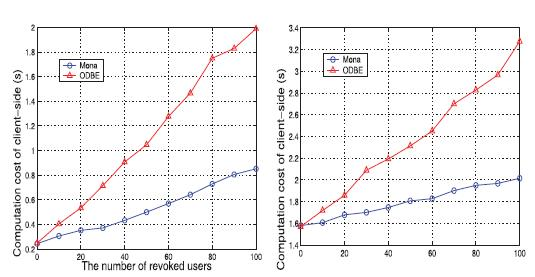 Computation cost of client-side (s)
2
1.8
1.6
1.4
1.2
1
0.8
0.6
0.4
0.2
Mona
ODBE
0 20 40 60 80 100
The number of revoked users
Computation cost of client-side (s)
3.4
3.2
3
2.8
2.6
2.4
2.2
2
1.8
1.6
1.4
Mona
ODBE
0 20 40 60 80 100